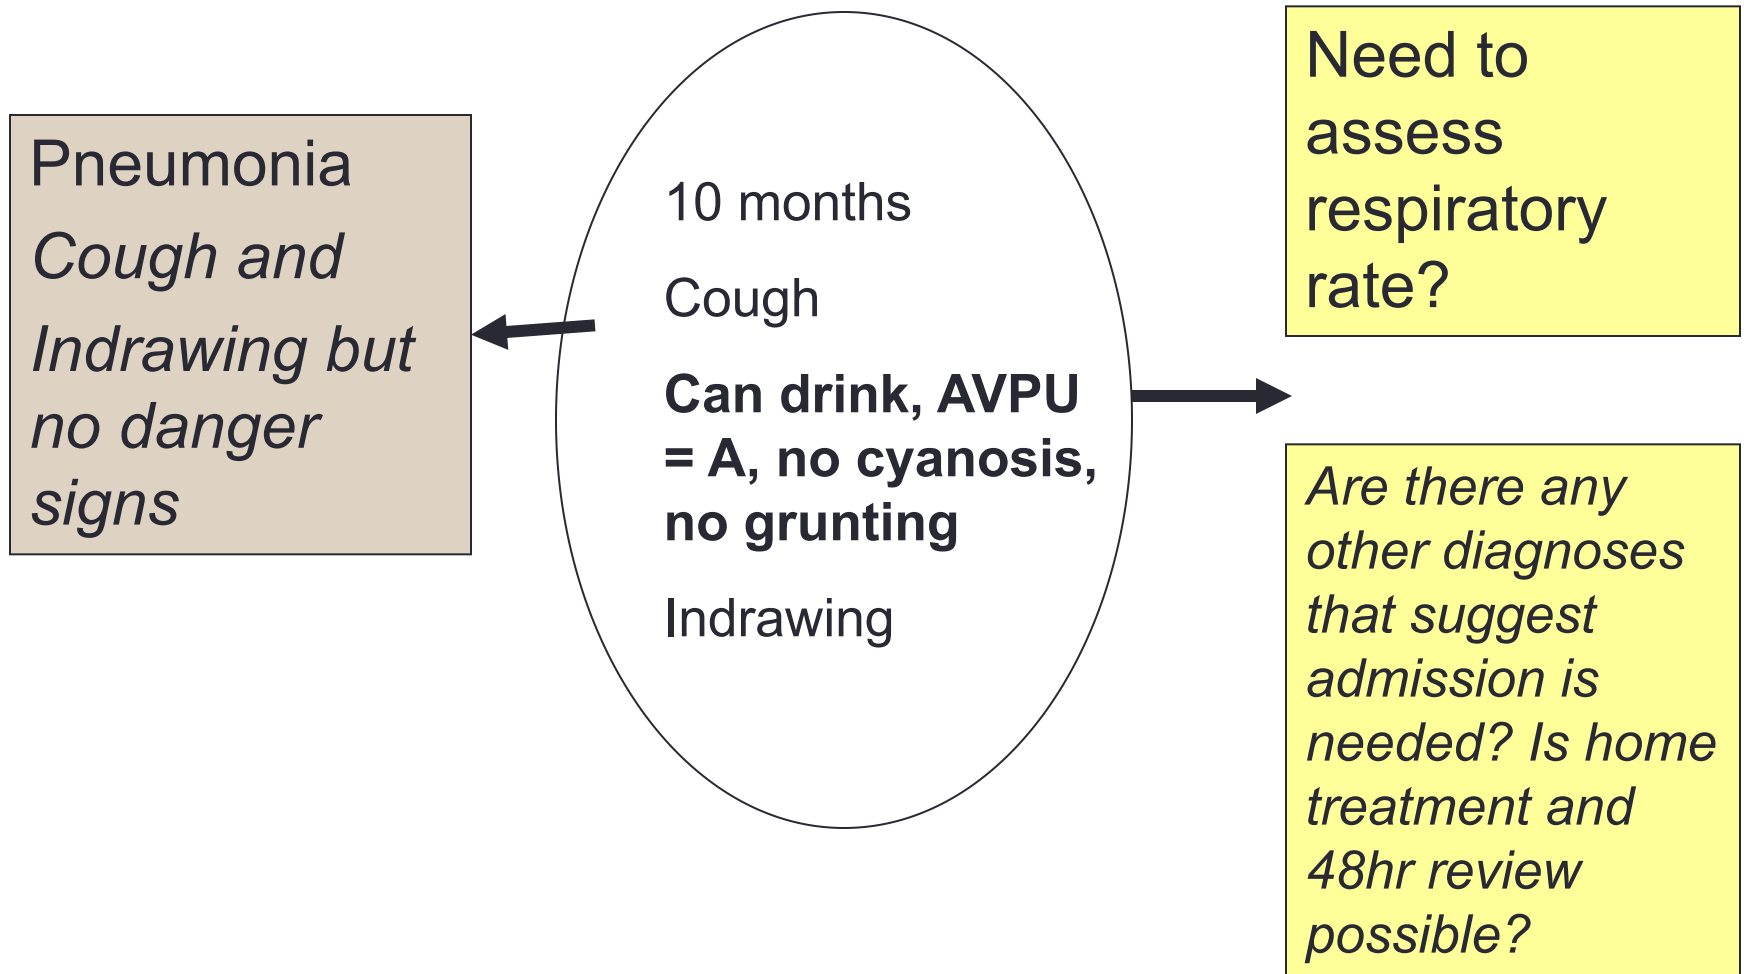 Pneumonia
Cough and
Indrawing but
no danger
signs
10 months
Cough
Can drink, AVPU
= A, no cyanosis,
no grunting
Indrawing
Need to
assess
respiratory
rate?
Are there any
other diagnoses
that suggest
admission is
needed? Is home
treatment and
48hr review
possible?